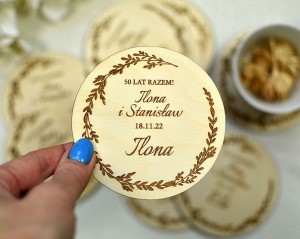 50 LAT RAZEM!
Ilona
i Stanisław
18.11.22
Ilona